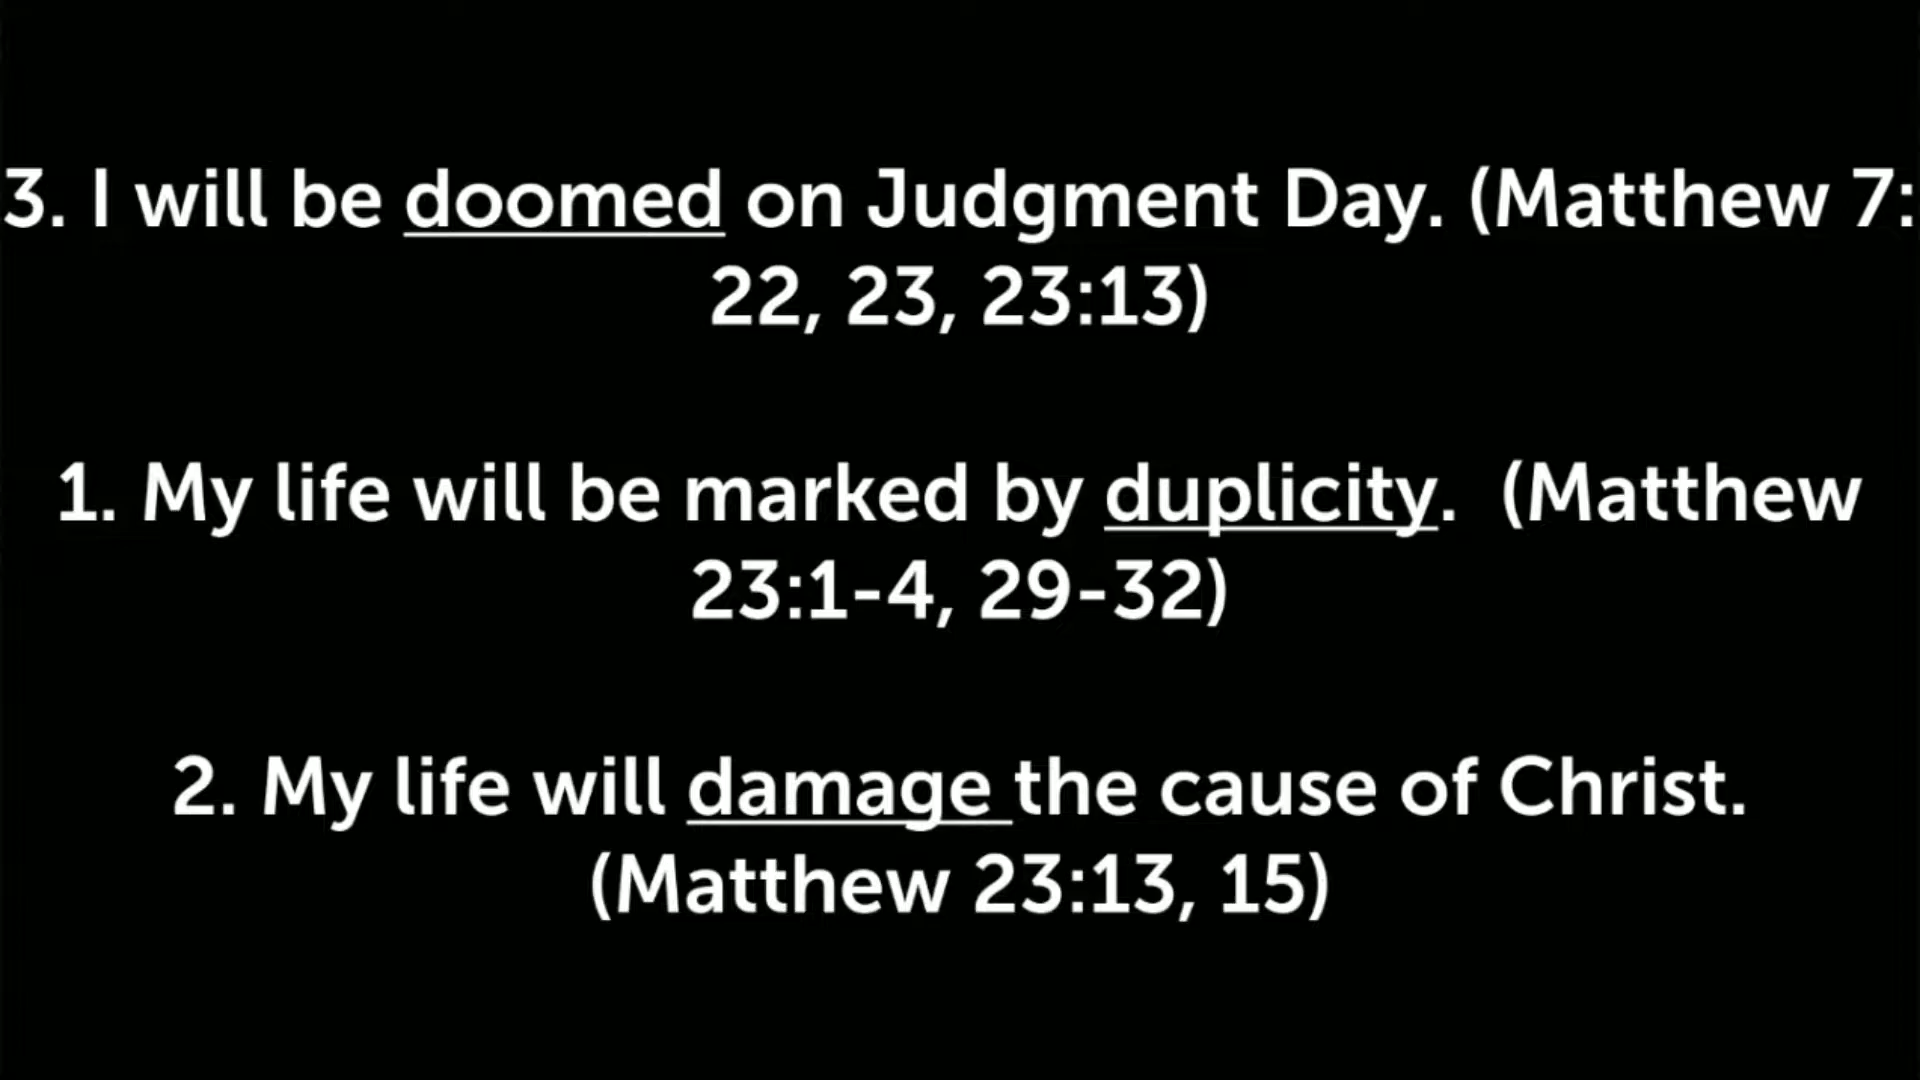 3. I will be doomed on Judgment Day. (Matthew 7:
22, 23, 23:13)
1. My life will be marked by duplicity.  (Matthew
23:1-4, 29-32)
2. My life will damage the cause of Christ.
(Matthew 23:13, 15)